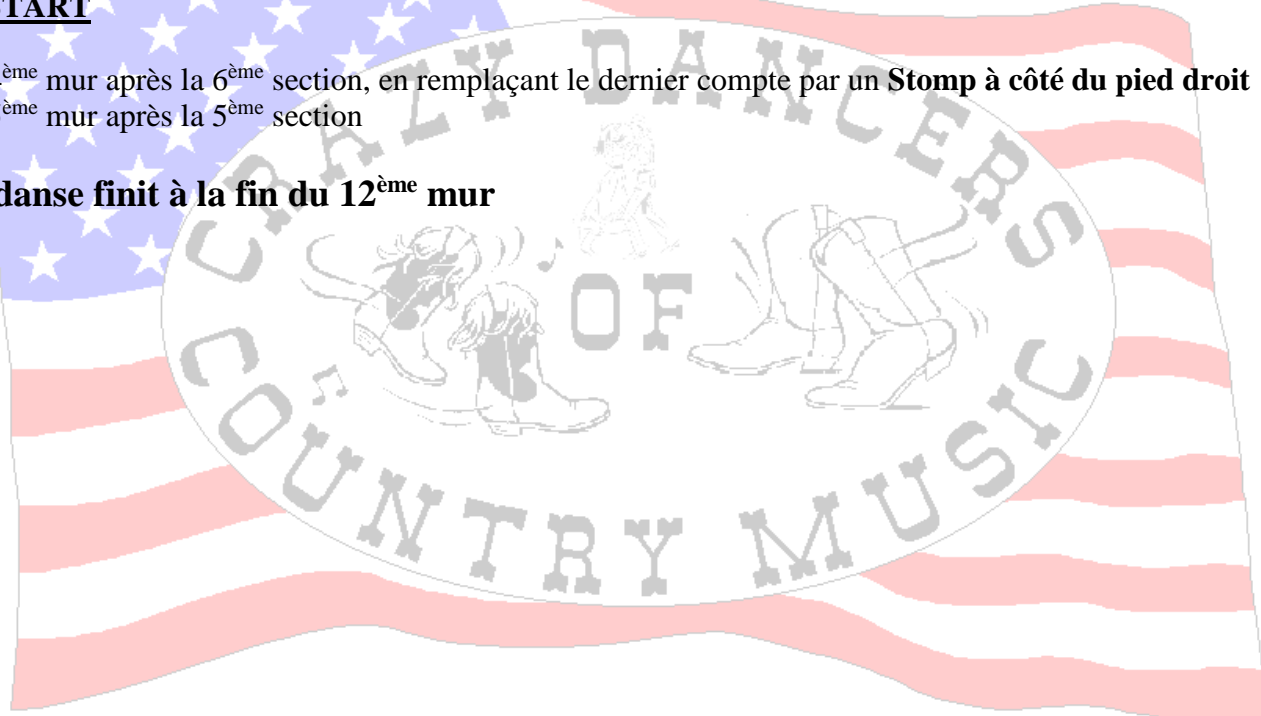 START
ème mur après la 6ème section, en remplaçant le dernier compte par un Stomp à côté du pied droit
ème mur après la 5ème section
danse finit à la fin du 12ème mur
CRAZY DANCERS
OF
COUNTRY MUSIC